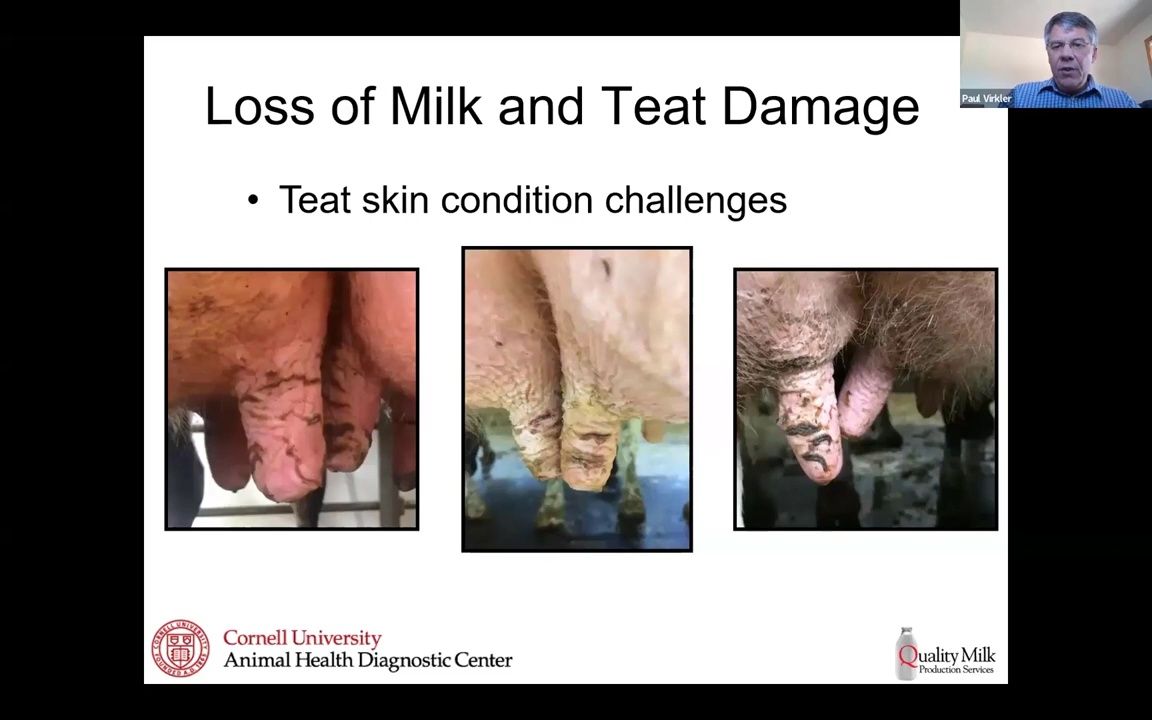 Loss of Milk and Teat Damage
Paul Virkler
• Teat skin condition challenges
Cornell University
Animal Health Diagnostic Center
Quality Milk
Production Services